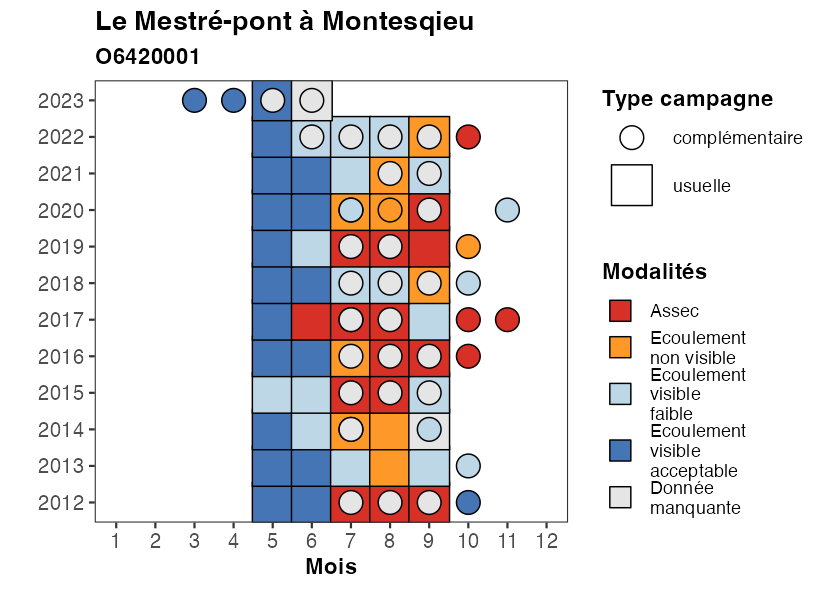 Le Mestré-pont à Montesqieu
O6420001
2023
2022
2021
2020
2019
2018
2017
2016
2015
2014
2013
2012
1 2 3 4 5 6 7 8 9 10 11 12
Mois
Type campagne
complémentaire
usuelle
Modalités
Assec
Ecoulement
non visible
Ecoulement
visible
faible
Ecoulement
visible
acceptable
Donnée
manquante